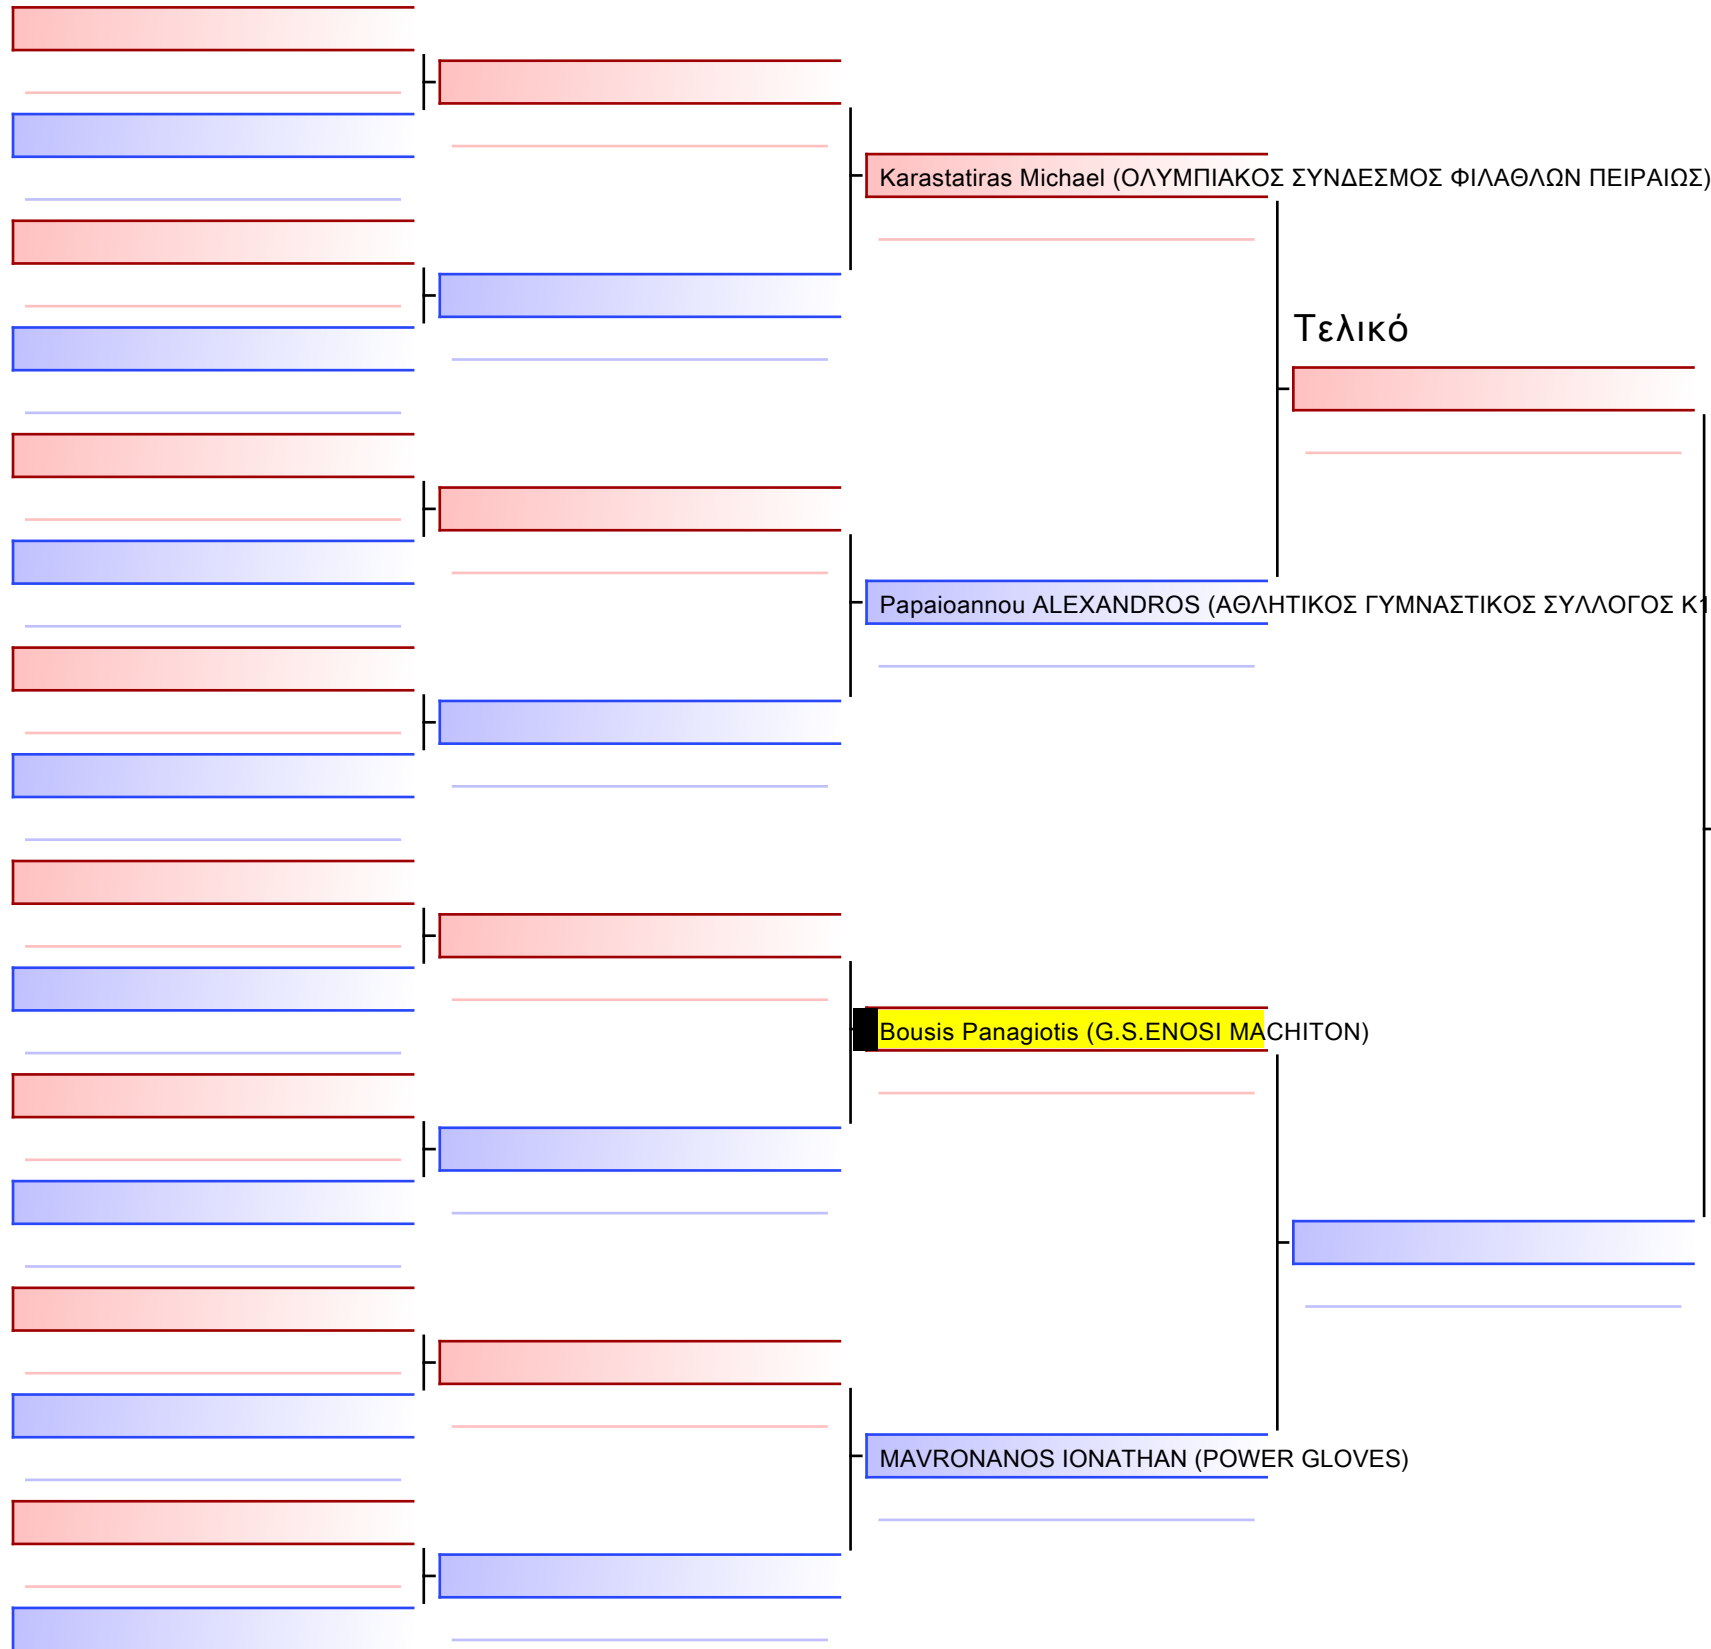 Karastatiras Michael (ΟΛΥΜΠΙΑΚΟΣ ΣΥΝΔΕΣΜΟΣ ΦΙΛΑΘΛΩΝ ΠΕΙΡΑΙΩΣ)
Τελικό
Papaioannou ALEXANDROS (ΑΘΛΗΤΙΚΟΣ ΓΥΜΝΑΣΤΙΚΟΣ ΣΥΛΛΟΓΟΣ Κ1
Bousis Panagiotis (G.S.ENOSI MACHITON)
MAVRONANOS IONATHAN (POWER GLOVES)